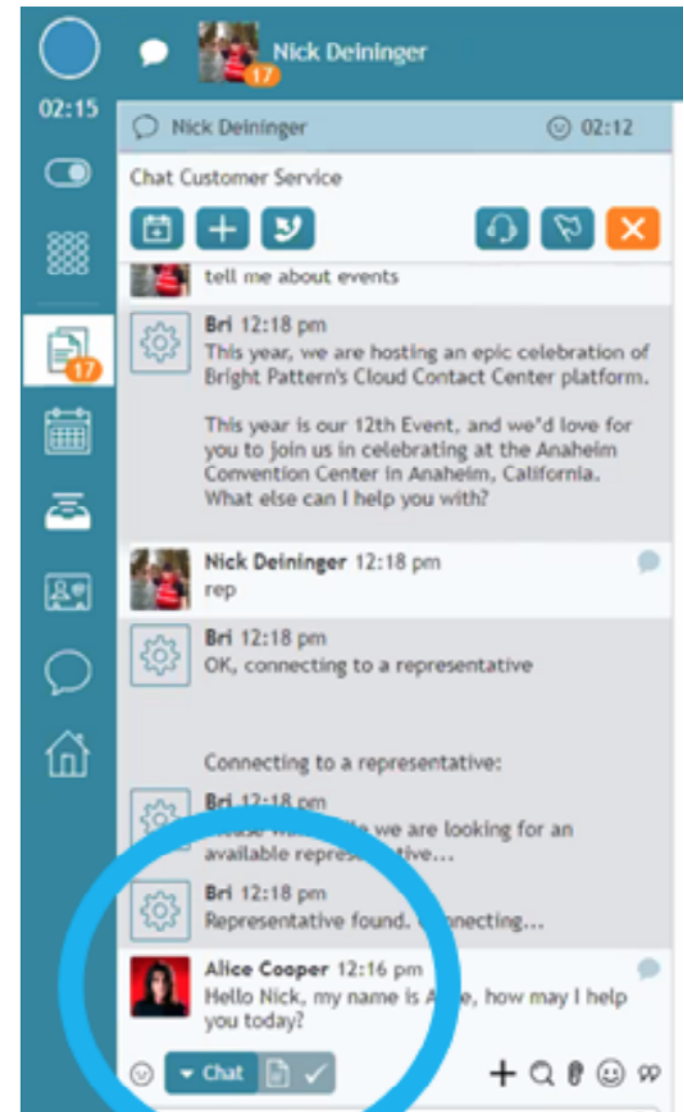 Nick Deininger
17
02:15
Nick Deininger 02:12
Chat Customer Service
tell me about events
Bri 12:18 pm
This year, we are hosting an epic celebration of
Bright Pattern's Cloud Contact Center platform.
This year is our 12th Event, and we'd love for
you to join us in celebrating at the Anaheim
Convention Center in Anaheim, California.
What else can I help you with?
17
Nick Deininger 12:18 pm
rep
Bri 12:18 pm
OK, connecting to a representative
Connecting to a representative:
Bri 12:18 pm
we are looking for an
available representative...
Bri 12:18 pm
Representative found. Connecting...
Alice Cooper 12:16 pm
Hello Nick, my name is Alice, how may I help
you today?
Chat